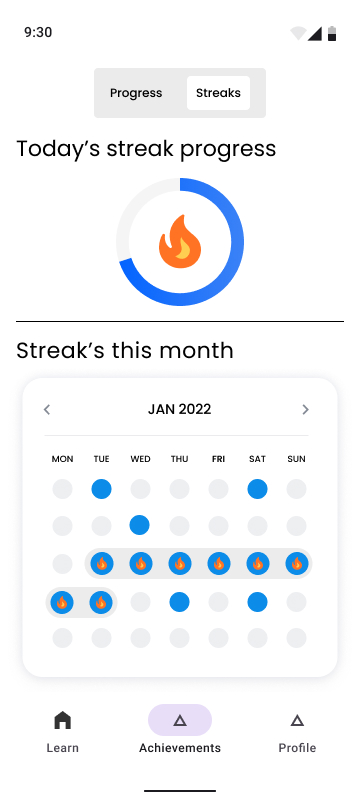 9:30
Progress Streaks
Today's streak progress
Streak's this month
JAN 2022
MON TUE WED THU FRI SAT SUN
Learn Achievements Profile